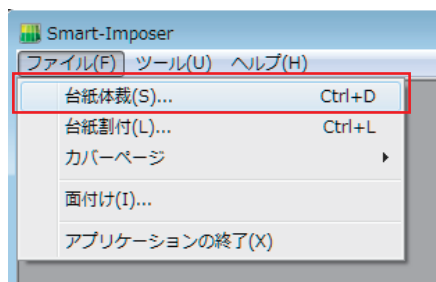 Smart-Imposer
ファイル(F) ツール(U) ヘルプ(H)
台紙体裁(S)... Ctrl+D
台紙割付(L)... Ctrl+L
カバーページ
面付け(I)...
アプリケーションの終了(X)